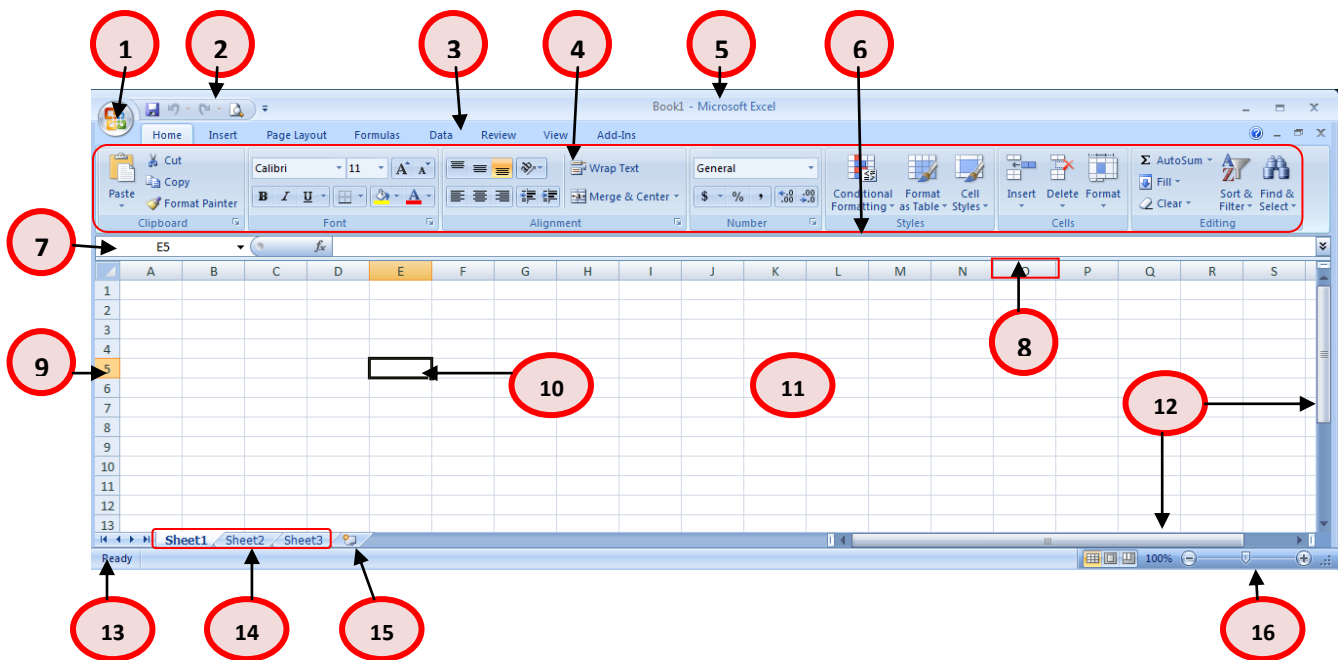 1 2 3 4 5 6
Book1 - Microsoft Excel
Home Insert Page Layout Formulas Data Review View Add-Ins
Paste Cut Calibri 11 A A Wrap Text General Conditional Formatting Format as Table Cell Styles Insert Delete Format Σ AutoSum Sort & Filter Find & Select
Copy B I U A Merge & Center $ % , .0 .00 .00 .0 Fill
Format Painter Clear
Clipboard Font Alignment Number Styles Cells Editing
7 E5 fx
A B C D E F G H I J K L M N P Q R S
1
2
3
4
8
9 5
10 11
6
7
12
8
9
10
11
12
13
Sheet1 Sheet2 Sheet3
Ready 100%
13 14 15 16